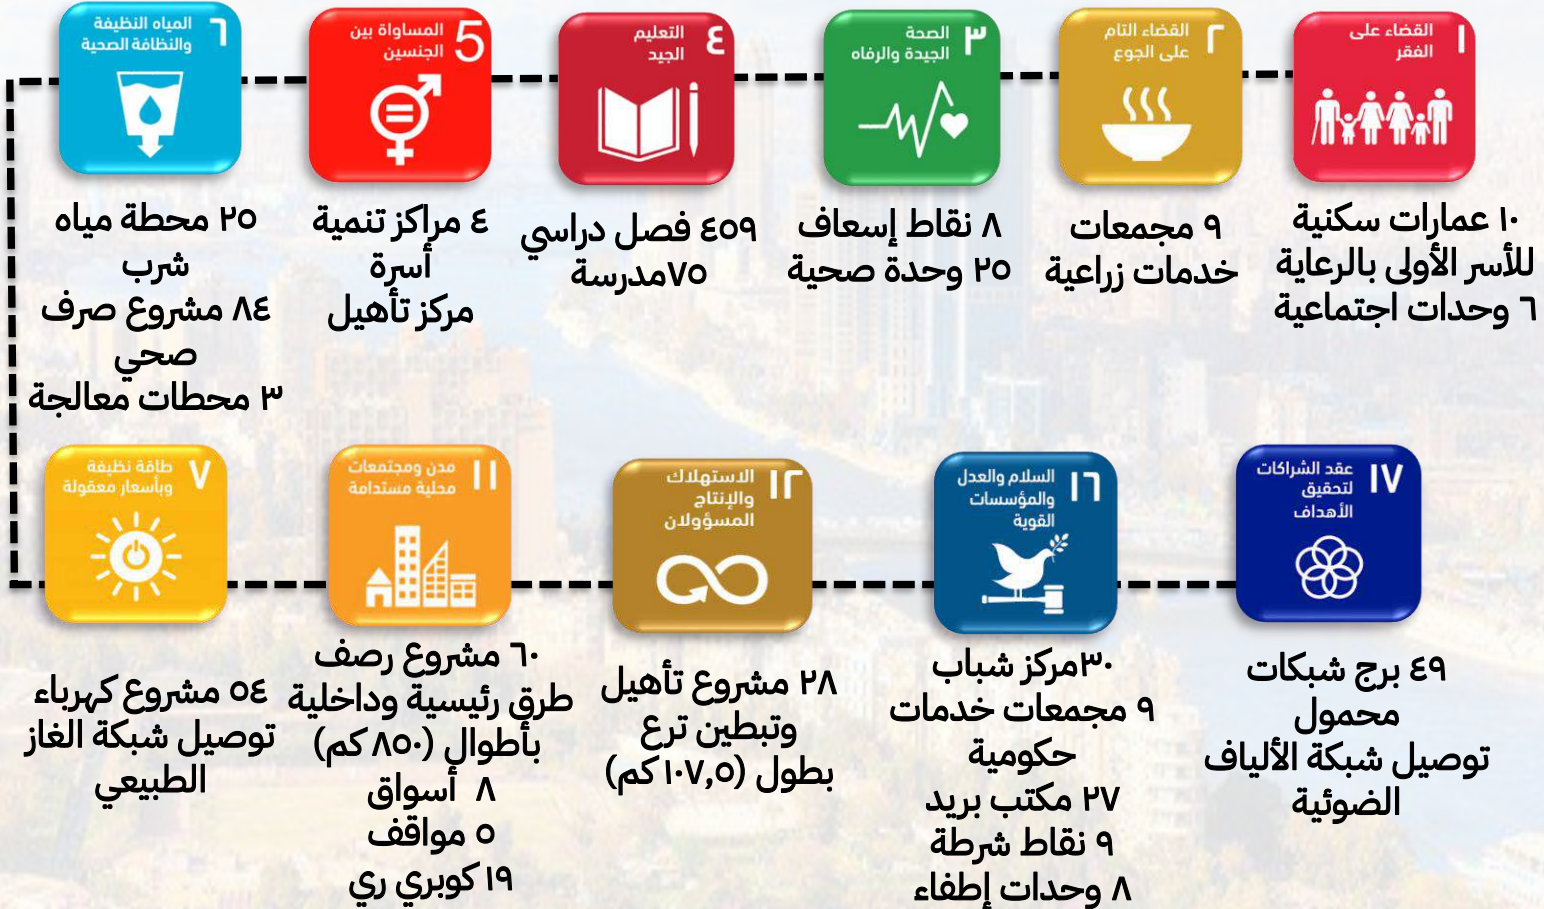 ١
القضاء على
الفقر
١٠ عمارات سكنية
للأسر الأولى بالرعاية
٦ وحدات اجتماعية
٢
القضاء التام
على الجوع
٩ مجمعات
خدمات زراعية
٣
الصحة
الجيدة والرفاه
٨ نقاط إسعاف
٢٥ وحدة صحية
٤
التعليم
الجيد
٤٥٩ فصل دراسي
٧٥مدرسة
5
المساواة بين
الجنسين
٤ مراكز تنمية
أسرة
مركز تأهيل
٦
المياه النظيفة
والنظافة الصحية
٢٥ محطة مياه
شرب
٨٤ مشروع صرف
صحي
٣ محطات معالجة
٧
طاقة نظيفة
وبأسعار معقولة
٥٤ مشروع كهرباء
توصيل شبكة الغاز
الطبيعي
١١
مدن ومجتمعات
محلية مستدامة
٦٠ مشروع رصف
طرق رئيسية وداخلية
بأطوال (٨٥٠ كم)
٨ أسواق
٥ مواقف
١٩ كوبري ري
١٢
الاستهلاك
والإنتاج
المسؤولان
٢٨ مشروع تأهيل
وتبطين ترع
بطول (١٠٧,٥ كم)
١٦
السلام والعدل
والمؤسسات
القوية
٣٠مركز شباب
٩ مجمعات خدمات
حكومية
٢٧ مكتب بريد
٩ نقاط شرطة
٨ وحدات إطفاء
١٧
عقد الشراكات
لتحقيق
الأهداف
٤٩ برج شبكات
محمول
توصيل شبكة الألياف
الضوئية